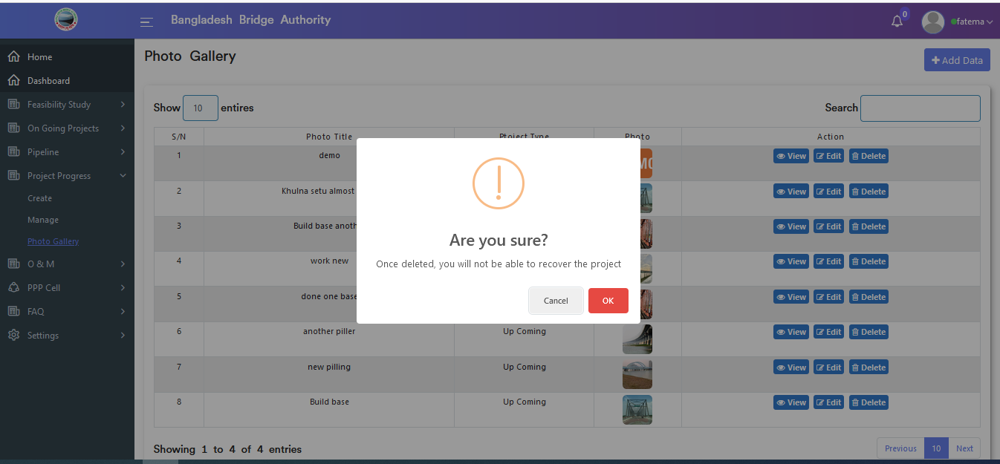 Bangladesh Bridge Authority
0
fatema
Home
Dashboard
Feasibility Study
On Going Projects
Pipeline
Project Progress
Create
Manage
Photo Gallery
O & M
PPP Cell
FAQ
Settings
Photo Gallery
Add Data
Show 10 entires
Search
S/N Photo Title Ptoject Type Photo Action
1 demo View Edit Delete
2 Khulna setu almost View Edit Delete
3 Build base anoth View Edit Delete
4 work new View Edit Delete
5 done one base View Edit Delete
6 another piller Up Coming View Edit Delete
7 new pilling Up Coming View Edit Delete
8 Build base Up Coming View Edit Delete
Are you sure?
Once deleted, you will not be able to recover the project
Cancel OK
Showing 1 to 4 of 4 entries
Previous 10 Next